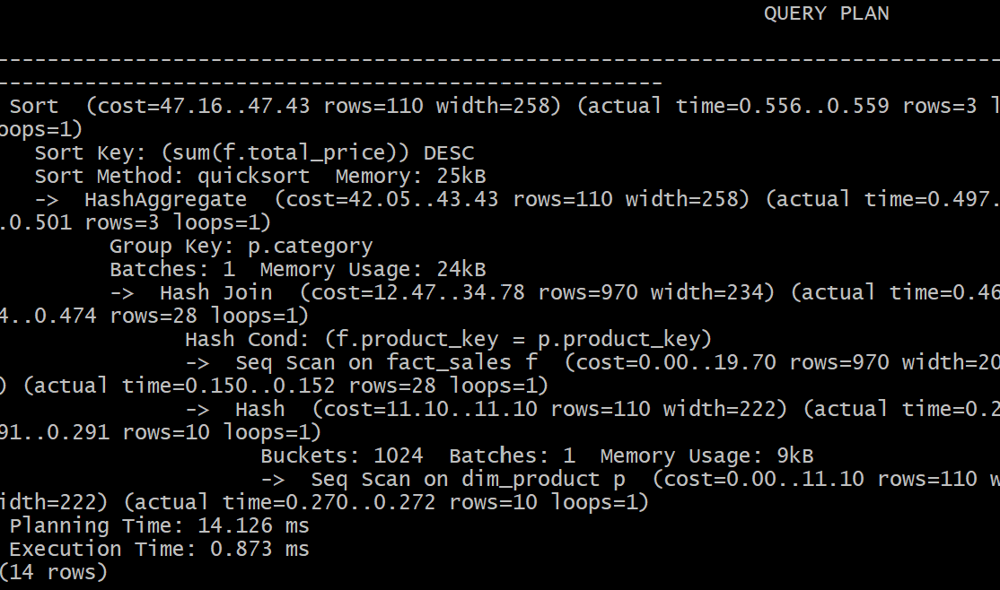 QUERY PLAN
--------------------------------------------------------------------------------
-----------------------------------------------------
Sort  (cost=47.16..47.43 rows=110 width=258) (actual time=0.556..0.559 rows=3 l
oops=1)
Sort Key: (sum(f.total_price)) DESC
Sort Method: quicksort  Memory: 25kB
->  HashAggregate  (cost=42.05..43.43 rows=110 width=258) (actual time=0.497.
.0.501 rows=3 loops=1)
Group Key: p.category
Batches: 1  Memory Usage: 24kB
->  Hash Join  (cost=12.47..34.78 rows=970 width=234) (actual time=0.46
4..0.474 rows=28 loops=1)
Hash Cond: (f.product_key = p.product_key)
->  Seq Scan on fact_sales f  (cost=0.00..19.70 rows=970 width=20
) (actual time=0.150..0.152 rows=28 loops=1)
->  Hash  (cost=11.10..11.10 rows=110 width=222) (actual time=0.2
91..0.291 rows=10 loops=1)
Buckets: 1024  Batches: 1  Memory Usage: 9kB
->  Seq Scan on dim_product p  (cost=0.00..11.10 rows=110 w
idth=222) (actual time=0.270..0.272 rows=10 loops=1)
Planning Time: 14.126 ms
Execution Time: 0.873 ms
(14 rows)